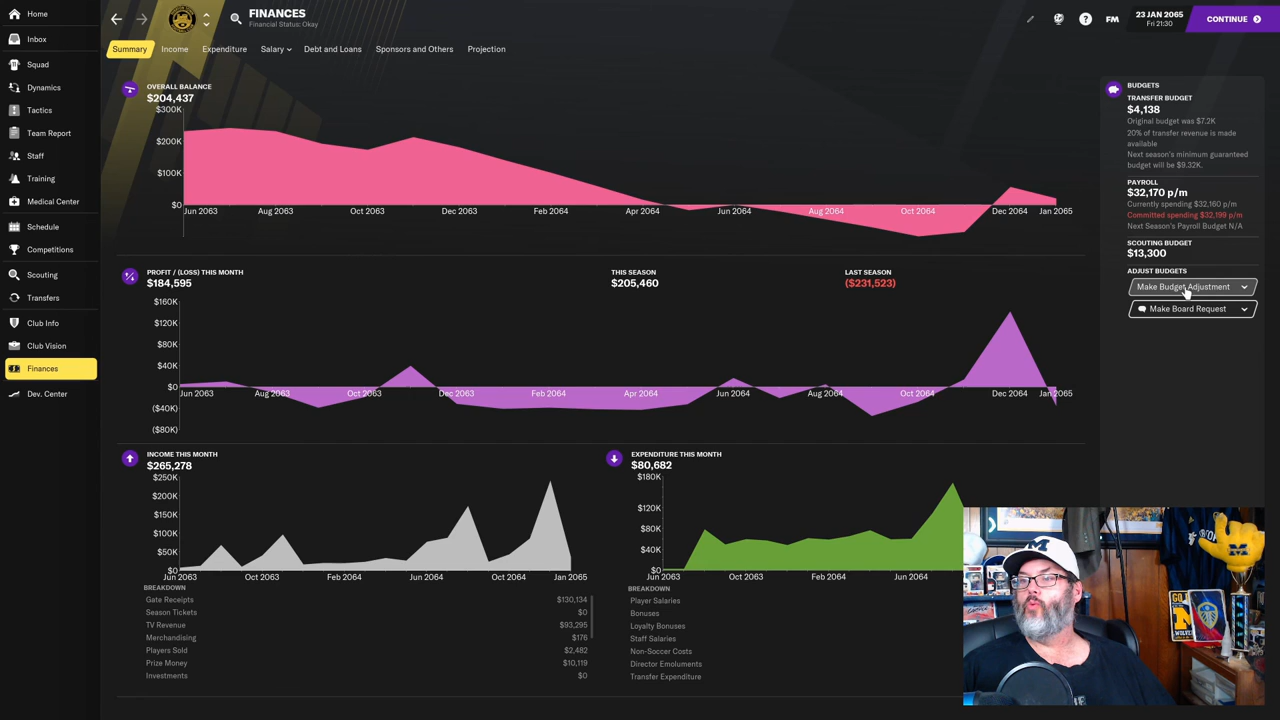 Home
Inbox
Squad
Dynamics
Tactics
Team Report
Staff
Training
Medical Center
Schedule
Competitions
Scouting
Transfers
Club Info
Club Vision
Finances
Dev. Center
FINANCES
Financial Status: Okay
FM
23 JAN 2065
Fri 21:30
CONTINUE
Summary
Income
Expenditure
Salary
Debt and Loans
Sponsors and Others
Projection
OVERALL BALANCE
$204,437
$300K
$200K
$100K
$0
Jun 2063 Aug 2063 Oct 2063 Dec 2063 Feb 2064 Apr 2064 Jun 2064 Aug 2064 Oct 2064 Dec 2064 Jan 2065
PROFIT / (LOSS) THIS MONTH
$184,595
THIS SEASON
$205,460
LAST SEASON
($231,523)
$160K
$120K
$80K
$40K
$0
($40K)
($80K)
Jun 2063 Aug 2063 Oct 2063 Dec 2063 Feb 2064 Apr 2064 Jun 2064 Aug 2064 Oct 2064 Dec 2064 Jan 2065
INCOME THIS MONTH
$265,278
$250K
$200K
$150K
$100K
$50K
$0
Jun 2063 Oct 2063 Feb 2064 Jun 2064 Oct 2064 Jan 2065
BREAKDOWN
Gate Receipts $130,134
Season Tickets $0
TV Revenue $93,295
Merchandising $176
Players Sold $2,482
Prize Money $10,119
Investments $0
EXPENDITURE THIS MONTH
$80,682
$180K
$120K
$80K
$40K
$0
Jun 2063 Oct 2063 Feb 2064 Jun 2064
BREAKDOWN
Player Salaries
Bonuses
Loyalty Bonuses
Staff Salaries
Non-Soccer Costs
Director Emoluments
Transfer Expenditure
BUDGETS
TRANSFER BUDGET
$4,138
Original budget was $7.2K
20% of transfer revenue is made
available
Next season's minimum guaranteed
budget will be $9.32K.
PAYROLL
$32,170 p/m
Currently spending $32,160 p/m
Committed spending $32,199 p/m
Next Season's Payroll Budget N/A
SCOUTING BUDGET
$13,300
ADJUST BUDGETS
Make Budget Adjustment
Make Board Request
M
M